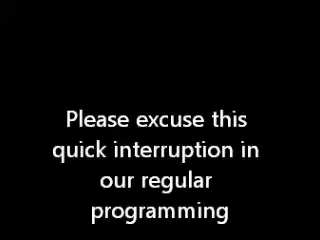 Please excuse this
quick interruption in
our regular
programming